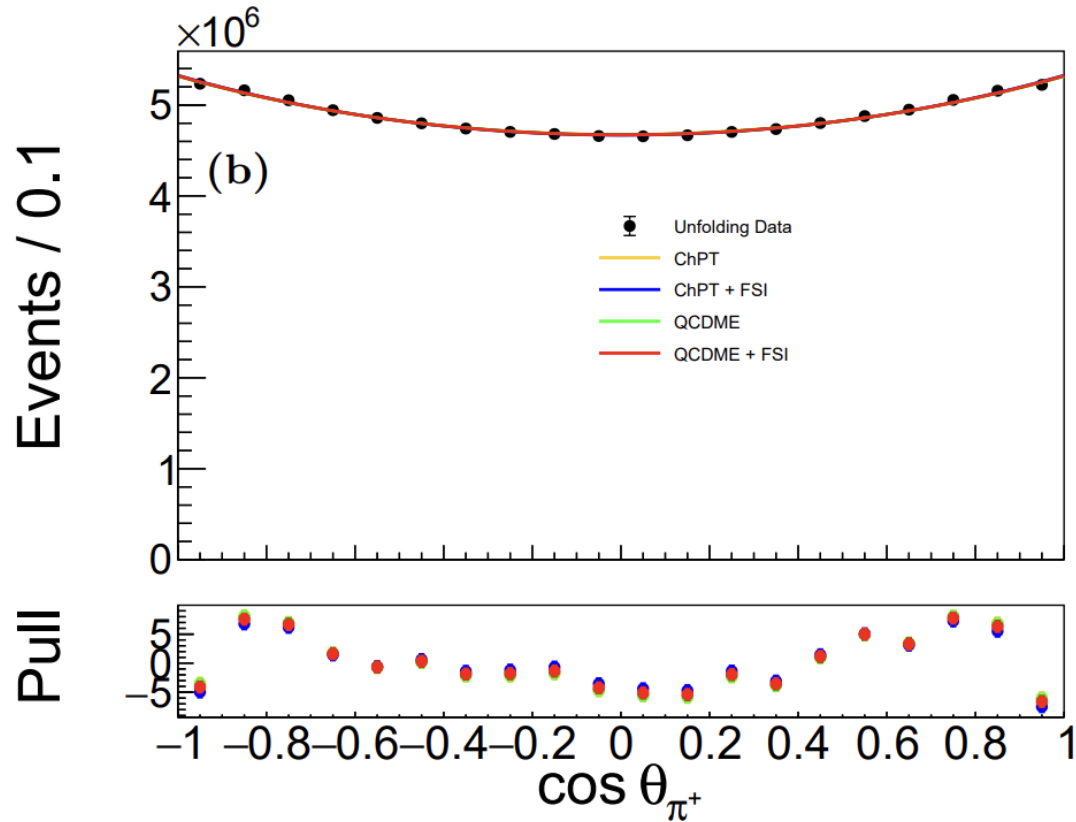 ×10⁶
Events / 0.1
5
4
3
2
1
0
(b)
Unfolding Data
ChPT
ChPT + FSI
QCDME
QCDME + FSI
Pull
5
0
−5
−1 −0.8 −0.6 −0.4 −0.2 0 0.2 0.4 0.6 0.8 1
cos θπ⁺